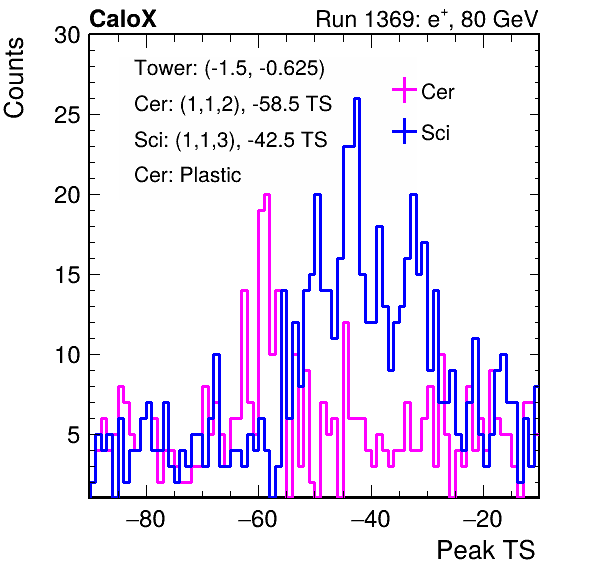 CaloX Run 1369: e⁺, 80 GeV
Counts
30
25
20
15
10
5
Tower: (-1.5, -0.625)
Cer: (1,1,2), -58.5 TS
Sci: (1,1,3), -42.5 TS
Cer: Plastic
Cer
Sci
−80 −60 −40 −20
Peak TS